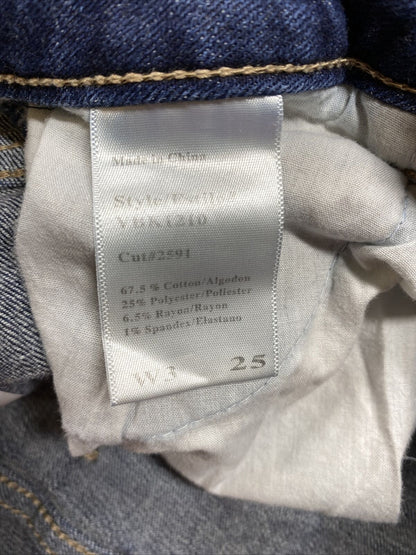 Made in China
Style/Estilo#
VBK1210
Cut#2591
67.5 % Cotton/Algodon
25% Polyester/Poliester
6.5% Rayon/Rayon
1% Spandex/Elastano
W3 25